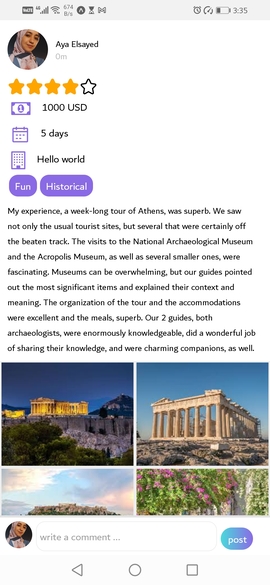 674
B/s
3:35
Aya Elsayed
0m
1000 USD
5 days
Hello world
Fun Historical
My experience, a week-long tour of Athens, was superb. We saw
not only the usual tourist sites, but several that were certainly off
the beaten track. The visits to the National Archaeological Museum
and the Acropolis Museum, as well as several smaller ones, were
fascinating. Museums can be overwhelming, but our guides pointed
out the most significant items and explained their context and
meaning. The organization of the tour and the accommodations
were excellent and the meals, superb. Our 2 guides, both
archaeologists, were enormously knowledgeable, did a wonderful job
of sharing their knowledge, and were charming companions, as well.
write a comment ...
post